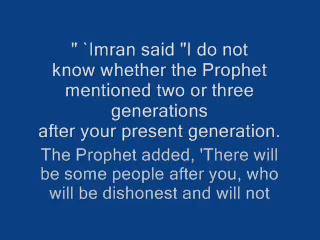 " `Imran said "I do not
know whether the Prophet
mentioned two or three
generations
after your present generation.
The Prophet added, 'There will
be some people after you, who
will be dishonest and will not